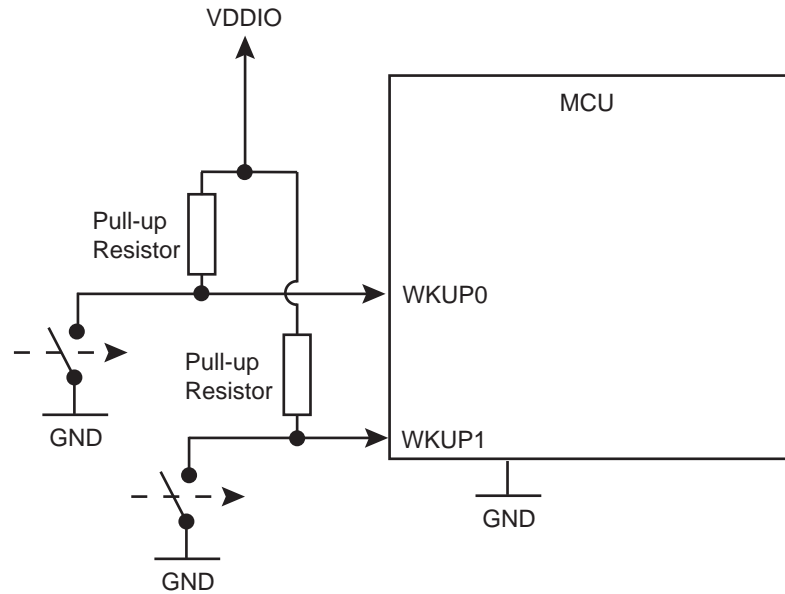 VDDIO
MCU
Pull-up
Resistor
WKUP0
Pull-up
Resistor
GND
WKUP1
GND
GND